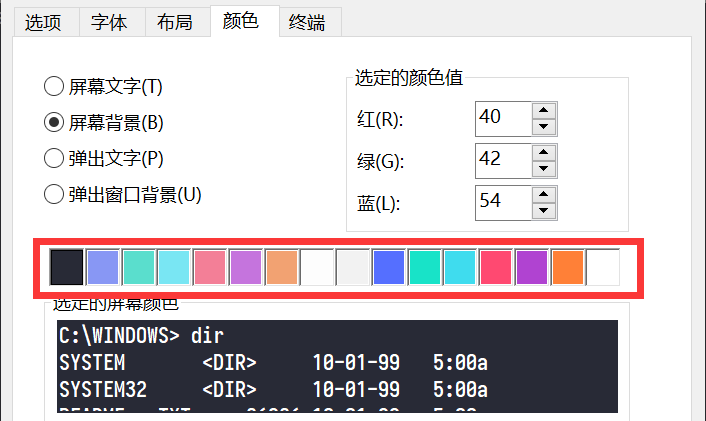 选项 字体 布局 颜色 终端
屏幕文字(T)
屏幕背景(B)
弹出文字(P)
弹出窗口背景(U)
选定的颜色值
红(R): 40
绿(G): 42
蓝(L): 54
选定的屏幕颜色
C:\WINDOWS> dir
SYSTEM <DIR> 10-01-99 5:00a
SYSTEM32 <DIR> 10-01-99 5:00a